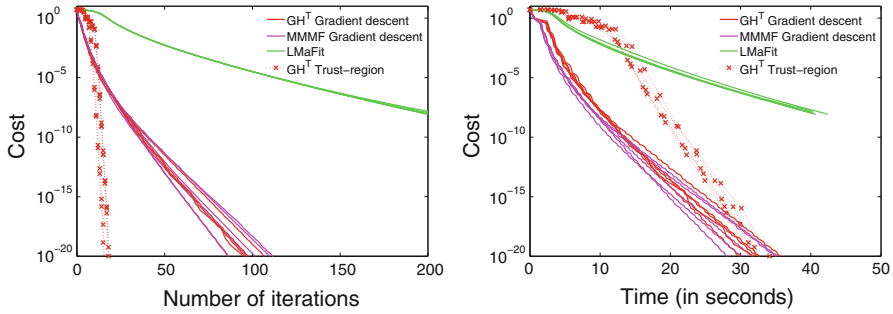 10^0
10^-5
10^-10
10^-15
10^-20
Cost
0 50 100 150 200
Number of iterations
GH^T Gradient descent
MMMF Gradient descent
LMaFit
GH^T Trust-region
10^0
10^-5
10^-10
10^-15
10^-20
Cost
0 10 20 30 40 50
Time (in seconds)
GH^T Gradient descent
MMMF Gradient descent
LMaFit
GH^T Trust-region